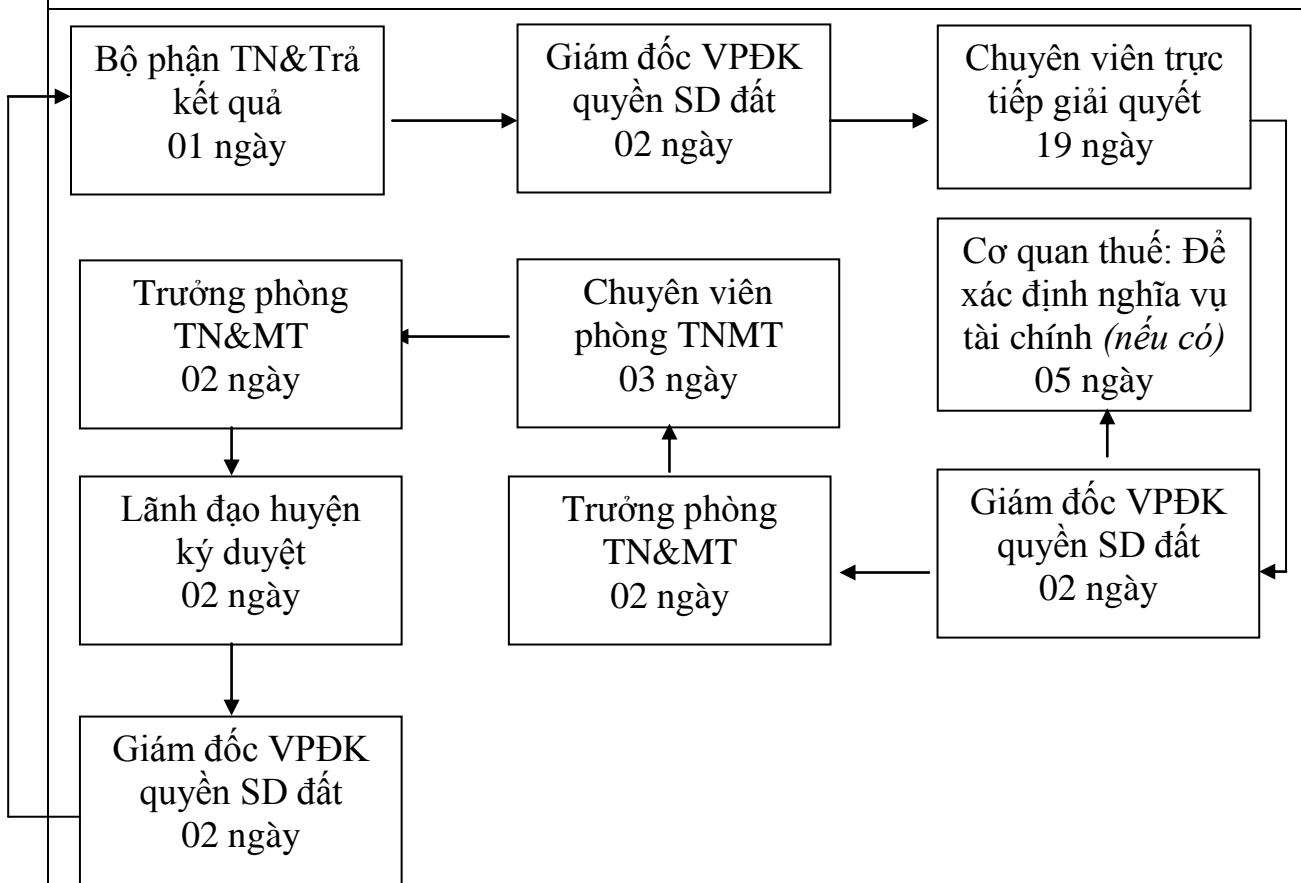 Bộ phận TN&Trả
kết quả
01 ngày
Giám đốc VPĐK
quyền SD đất
02 ngày
Chuyên viên trực
tiếp giải quyết
19 ngày
Trưởng phòng
TN&MT
02 ngày
Chuyên viên
phòng TNMT
03 ngày
Cơ quan thuế: Để
xác định nghĩa vụ
tài chính (nếu có)
05 ngày
Lãnh đạo huyện
ký duyệt
02 ngày
Trưởng phòng
TN&MT
02 ngày
Giám đốc VPĐK
quyền SD đất
02 ngày
Giám đốc VPĐK
quyền SD đất
02 ngày